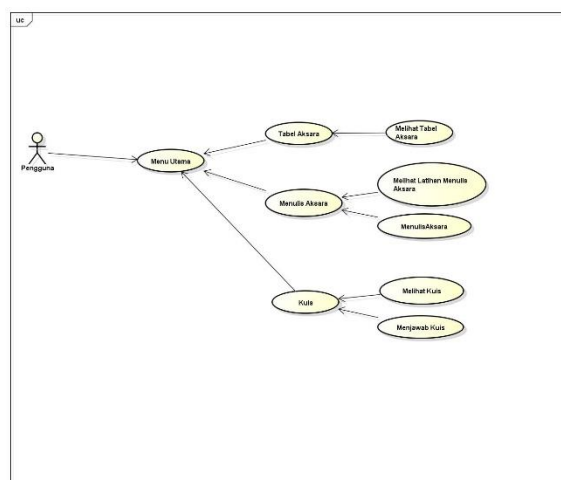 uc
Pengguna
Menu Utama
Tabel Aksara
Melihat Tabel
Aksara
Menulis Aksara
Melihat Latihan Menulis
Aksara
MenulisAksara
Kuis
Melihat Kuis
Menjawab Kuis